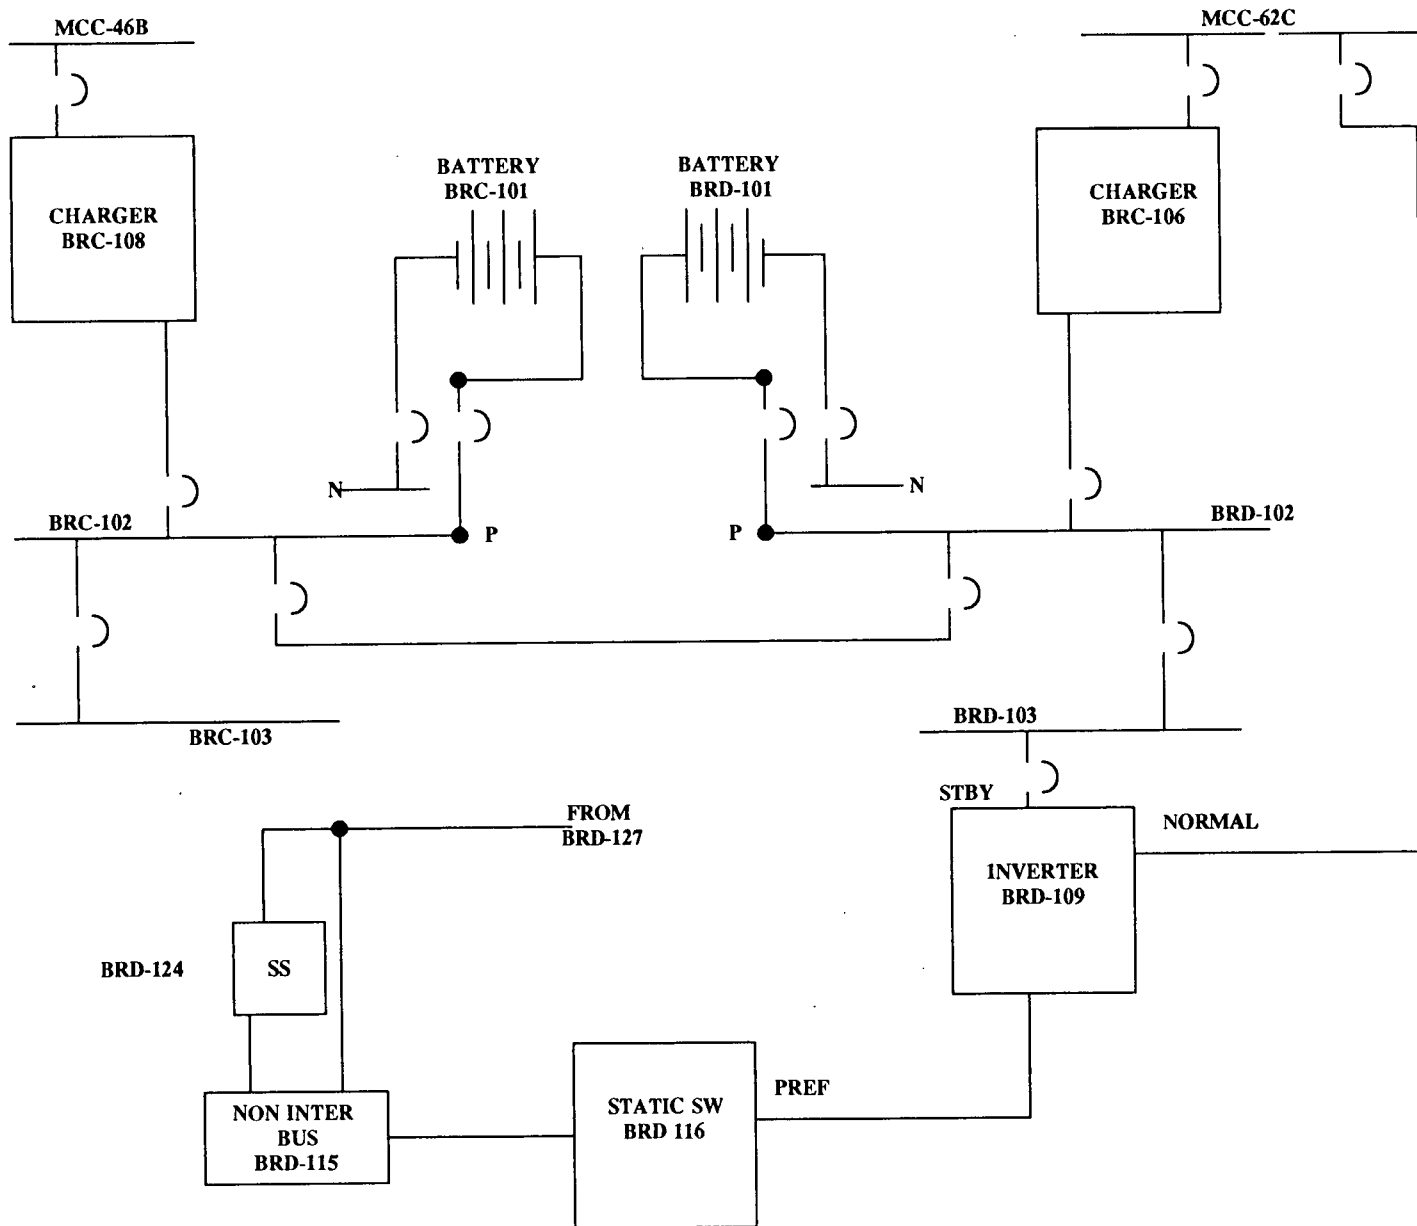 MCC-46B
MCC-62C
BATTERY
BRC-101
BATTERY
BRD-101
CHARGER
BRC-108
CHARGER
BRC-106
N
N
BRC-102
P
P
BRD-102
BRC-103
BRD-103
STBY
FROM
BRD-127
NORMAL
1NVERTER
BRD-109
BRD-124
SS
PREF
NON INTER
BUS
BRD-115
STATIC SW
BRD 116